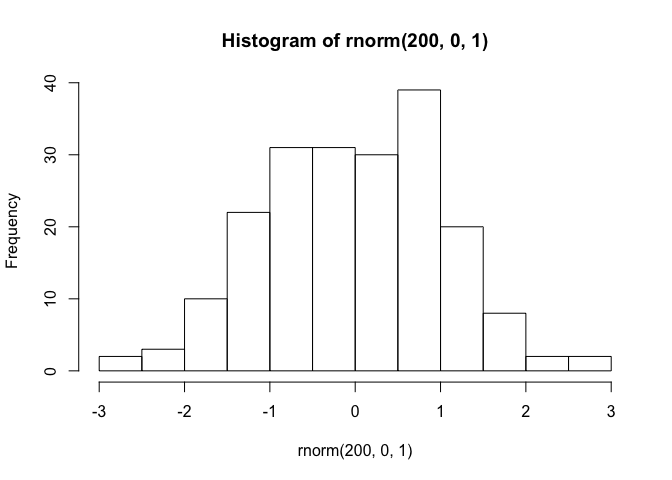 Histogram of rnorm(200, 0, 1)
40
30
20
10
0
Frequency
-3 -2 -1 0 1 2 3
rnorm(200, 0, 1)